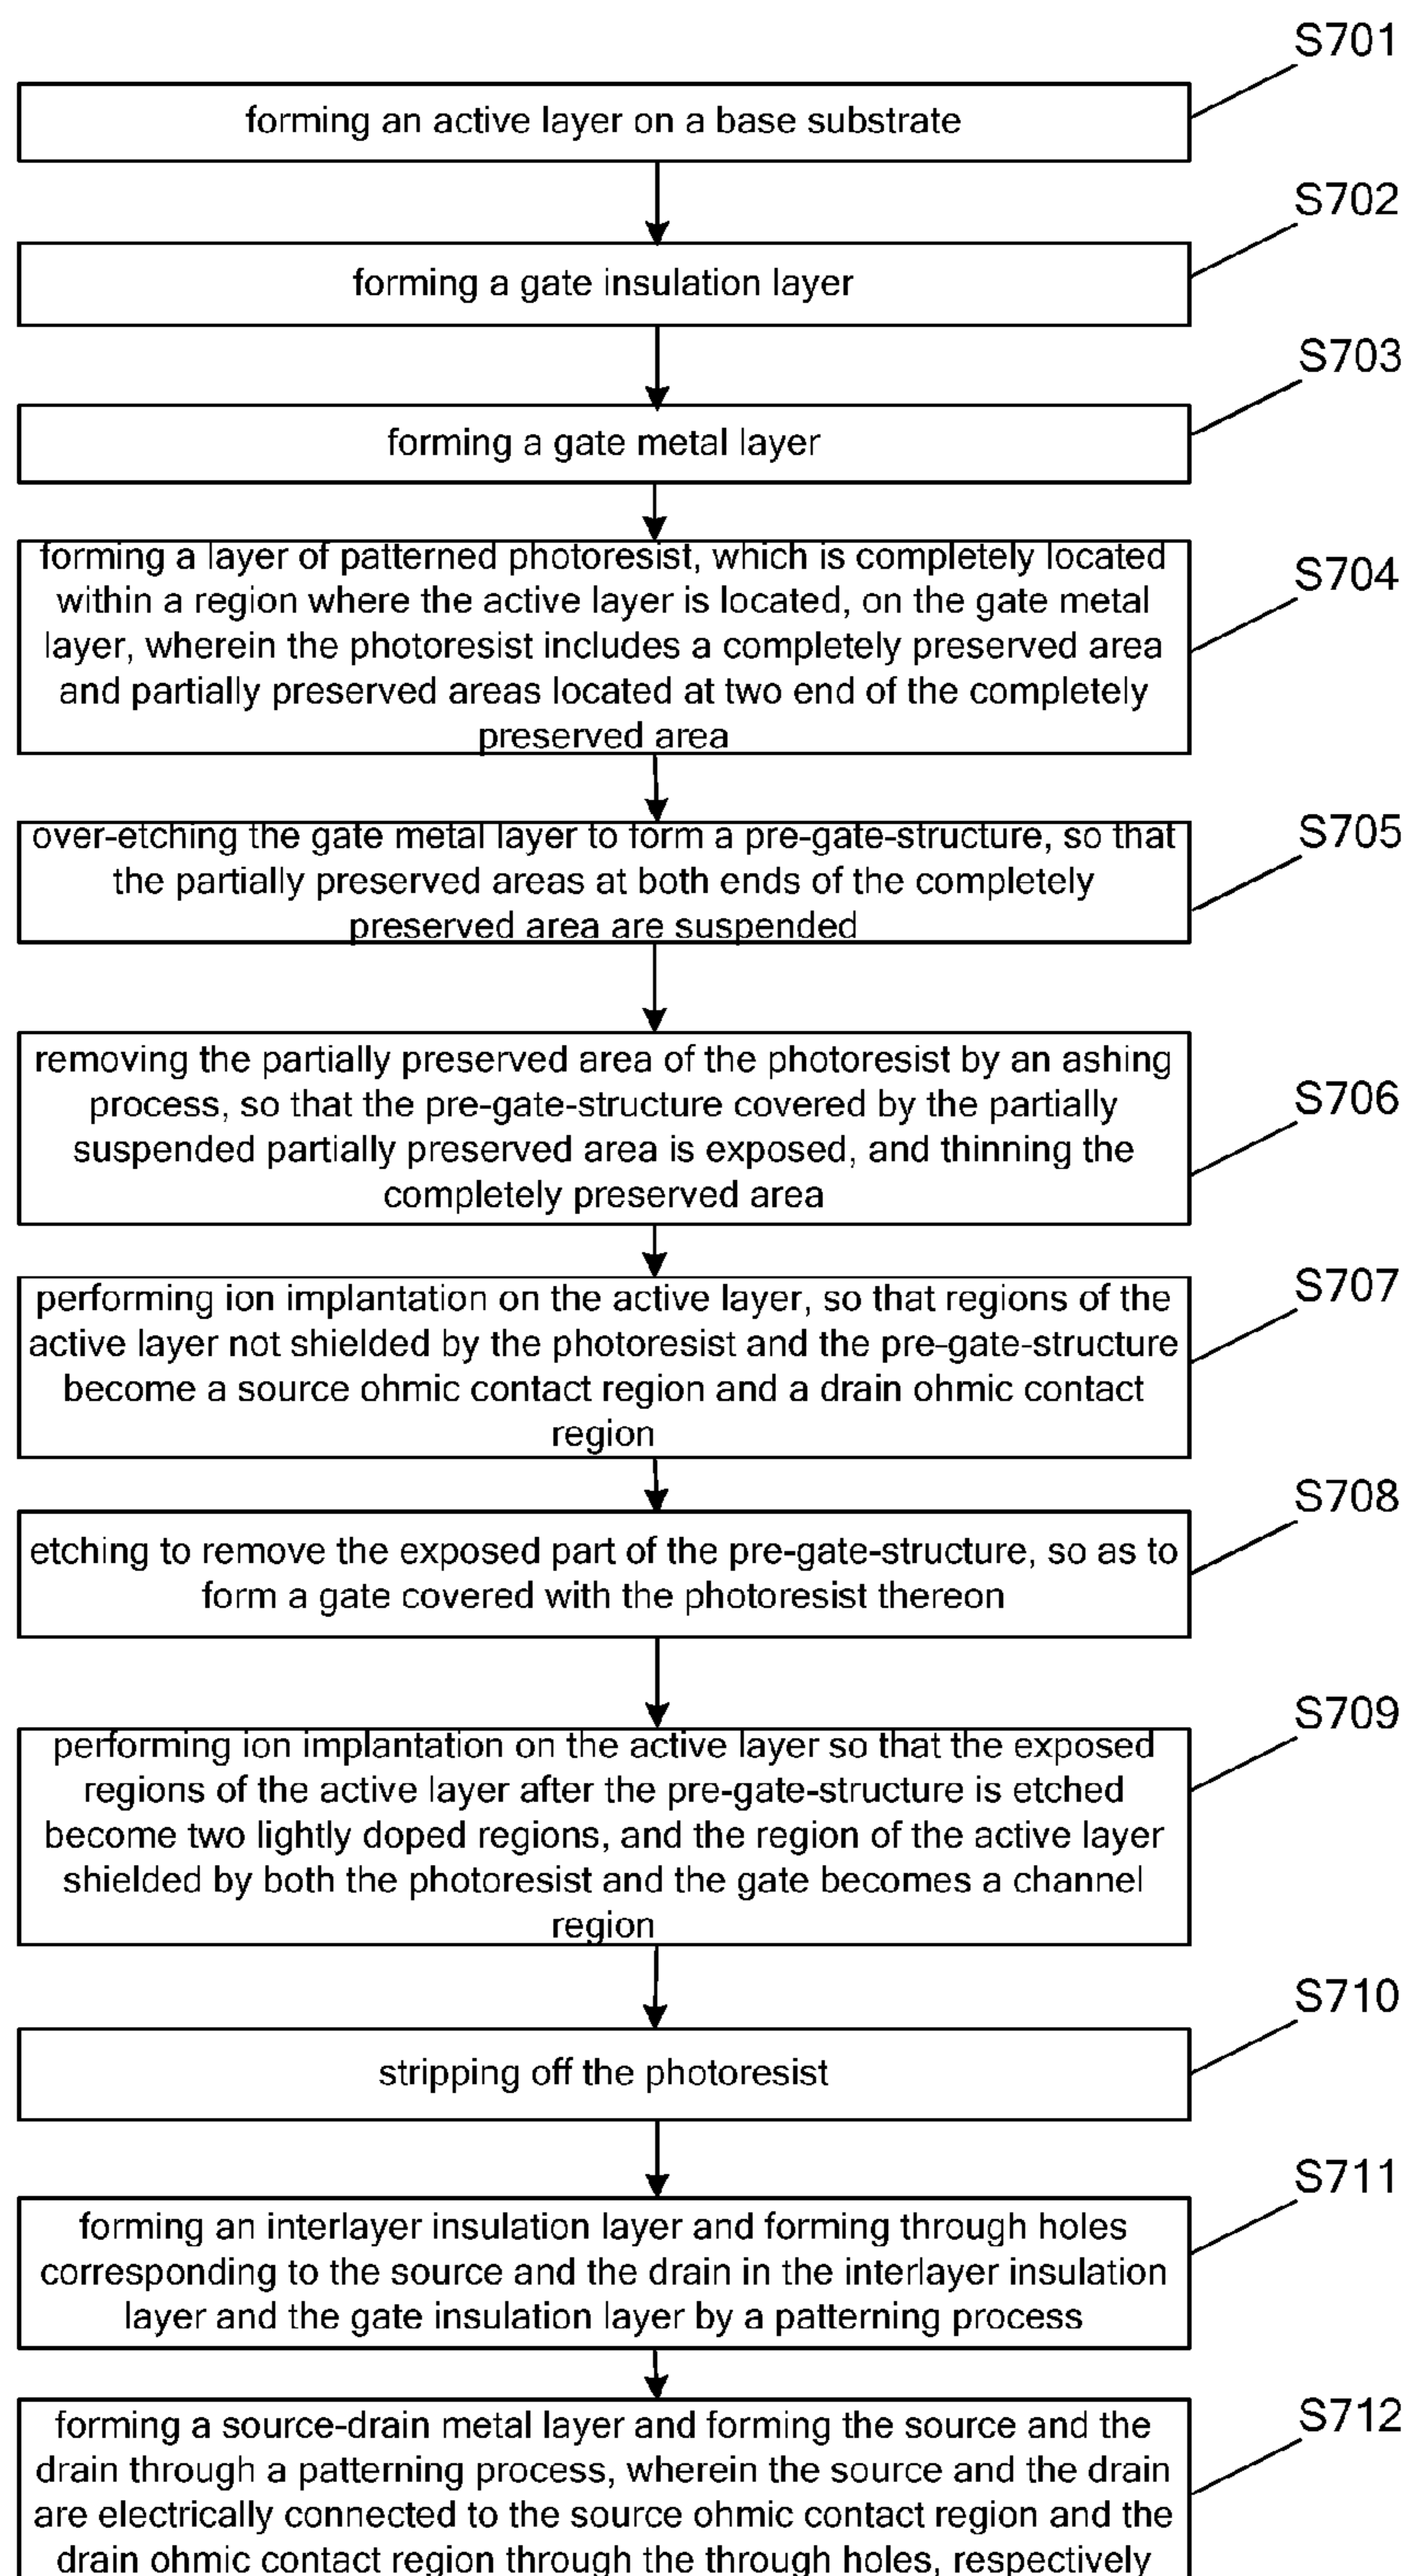 S701
forming an active layer on a base substrate
S702
forming a gate insulation layer
S703
forming a gate metal layer
S704
forming a layer of patterned photoresist, which is completely located
within a region where the active layer is located, on the gate metal
layer, wherein the photoresist includes a completely preserved area
and partially preserved areas located at two end of the completely
preserved area
S705
over-etching the gate metal layer to form a pre-gate-structure, so that
the partially preserved areas at both ends of the completely
preserved area are suspended
S706
removing the partially preserved area of the photoresist by an ashing
process, so that the pre-gate-structure covered by the partially
suspended partially preserved area is exposed, and thinning the
completely preserved area
S707
performing ion implantation on the active layer, so that regions of the
active layer not shielded by the photoresist and the pre-gate-structure
become a source ohmic contact region and a drain ohmic contact
region
S708
etching to remove the exposed part of the pre-gate-structure, so as to
form a gate covered with the photoresist thereon
S709
performing ion implantation on the active layer so that the exposed
regions of the active layer after the pre-gate-structure is etched
become two lightly doped regions, and the region of the active layer
shielded by both the photoresist and the gate becomes a channel
region
S710
stripping off the photoresist
S711
forming an interlayer insulation layer and forming through holes
corresponding to the source and the drain in the interlayer insulation
layer and the gate insulation layer by a patterning process
S712
forming a source-drain metal layer and forming the source and the
drain through a patterning process, wherein the source and the drain
are electrically connected to the source ohmic contact region and the
drain ohmic contact region through the through holes, respectively